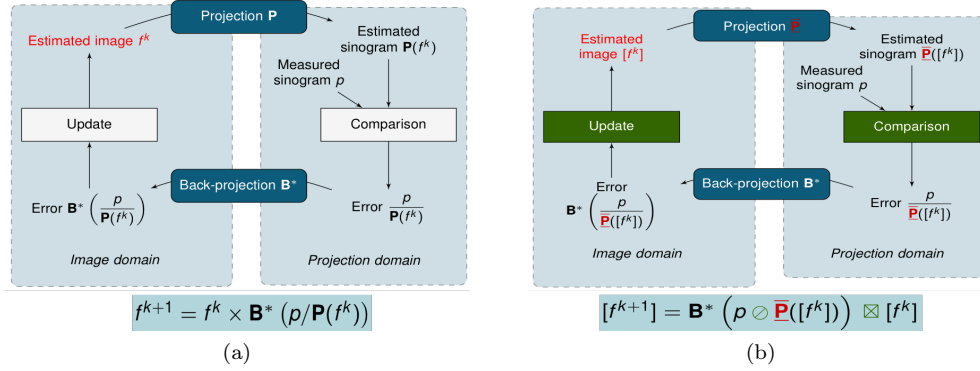 Projection P
Estimated image f^k
Estimated
sinogram P(f^k)
Measured
sinogram p
Update
Comparison
Back-projection B*
Error B* (p / P(f^k))
Error p / P(f^k)
Image domain
Projection domain
f^{k+1} = f^k × B* (p/P(f^k))
(a)
Projection P̲̅
Estimated
image [f^k]
Estimated
sinogram P̲̅([f^k])
Measured
sinogram p
Update
Comparison
Back-projection B*
Error
B* (p / P̲̅([f^k]))
Error p / P̲̅([f^k])
Image domain
Projection domain
[f^{k+1}] = B* (p ⊘ P̲̅([f^k])) ⊠ [f^k]
(b)